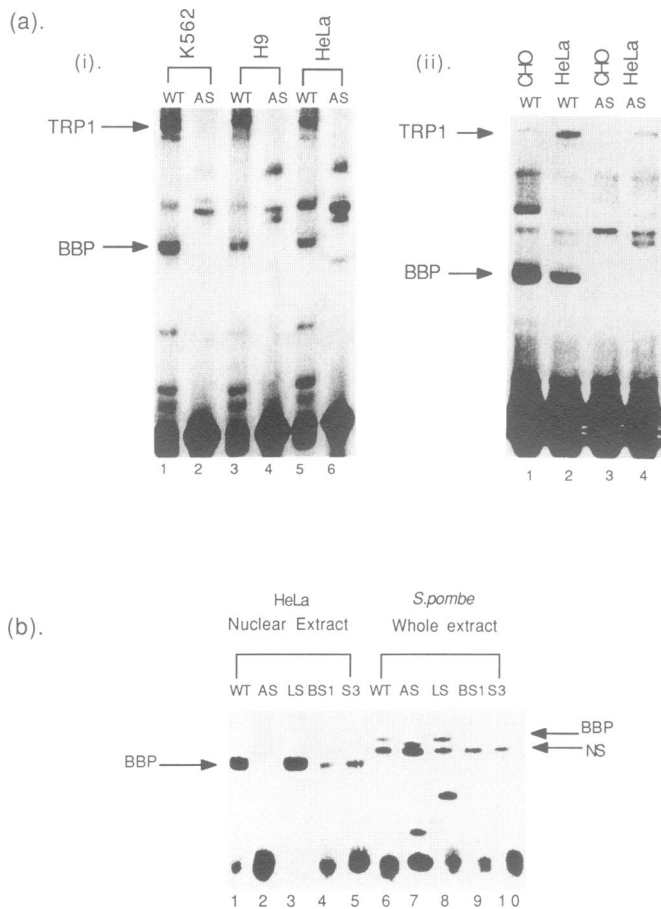 (a).
(i).
K562
H9
HeLa
WT AS WT AS WT AS
TRP1
BBP
1 2 3 4 5 6
(ii).
CHO HeLa CHO HeLa
WT WT AS AS
TRP1
BBP
1 2 3 4
(b).
HeLa
Nuclear Extract
S.pombe
Whole extract
WT AS LS BS1 S3 WT AS LS BS1 S3
BBP
BBP
NS
1 2 3 4 5 6 7 8 9 10